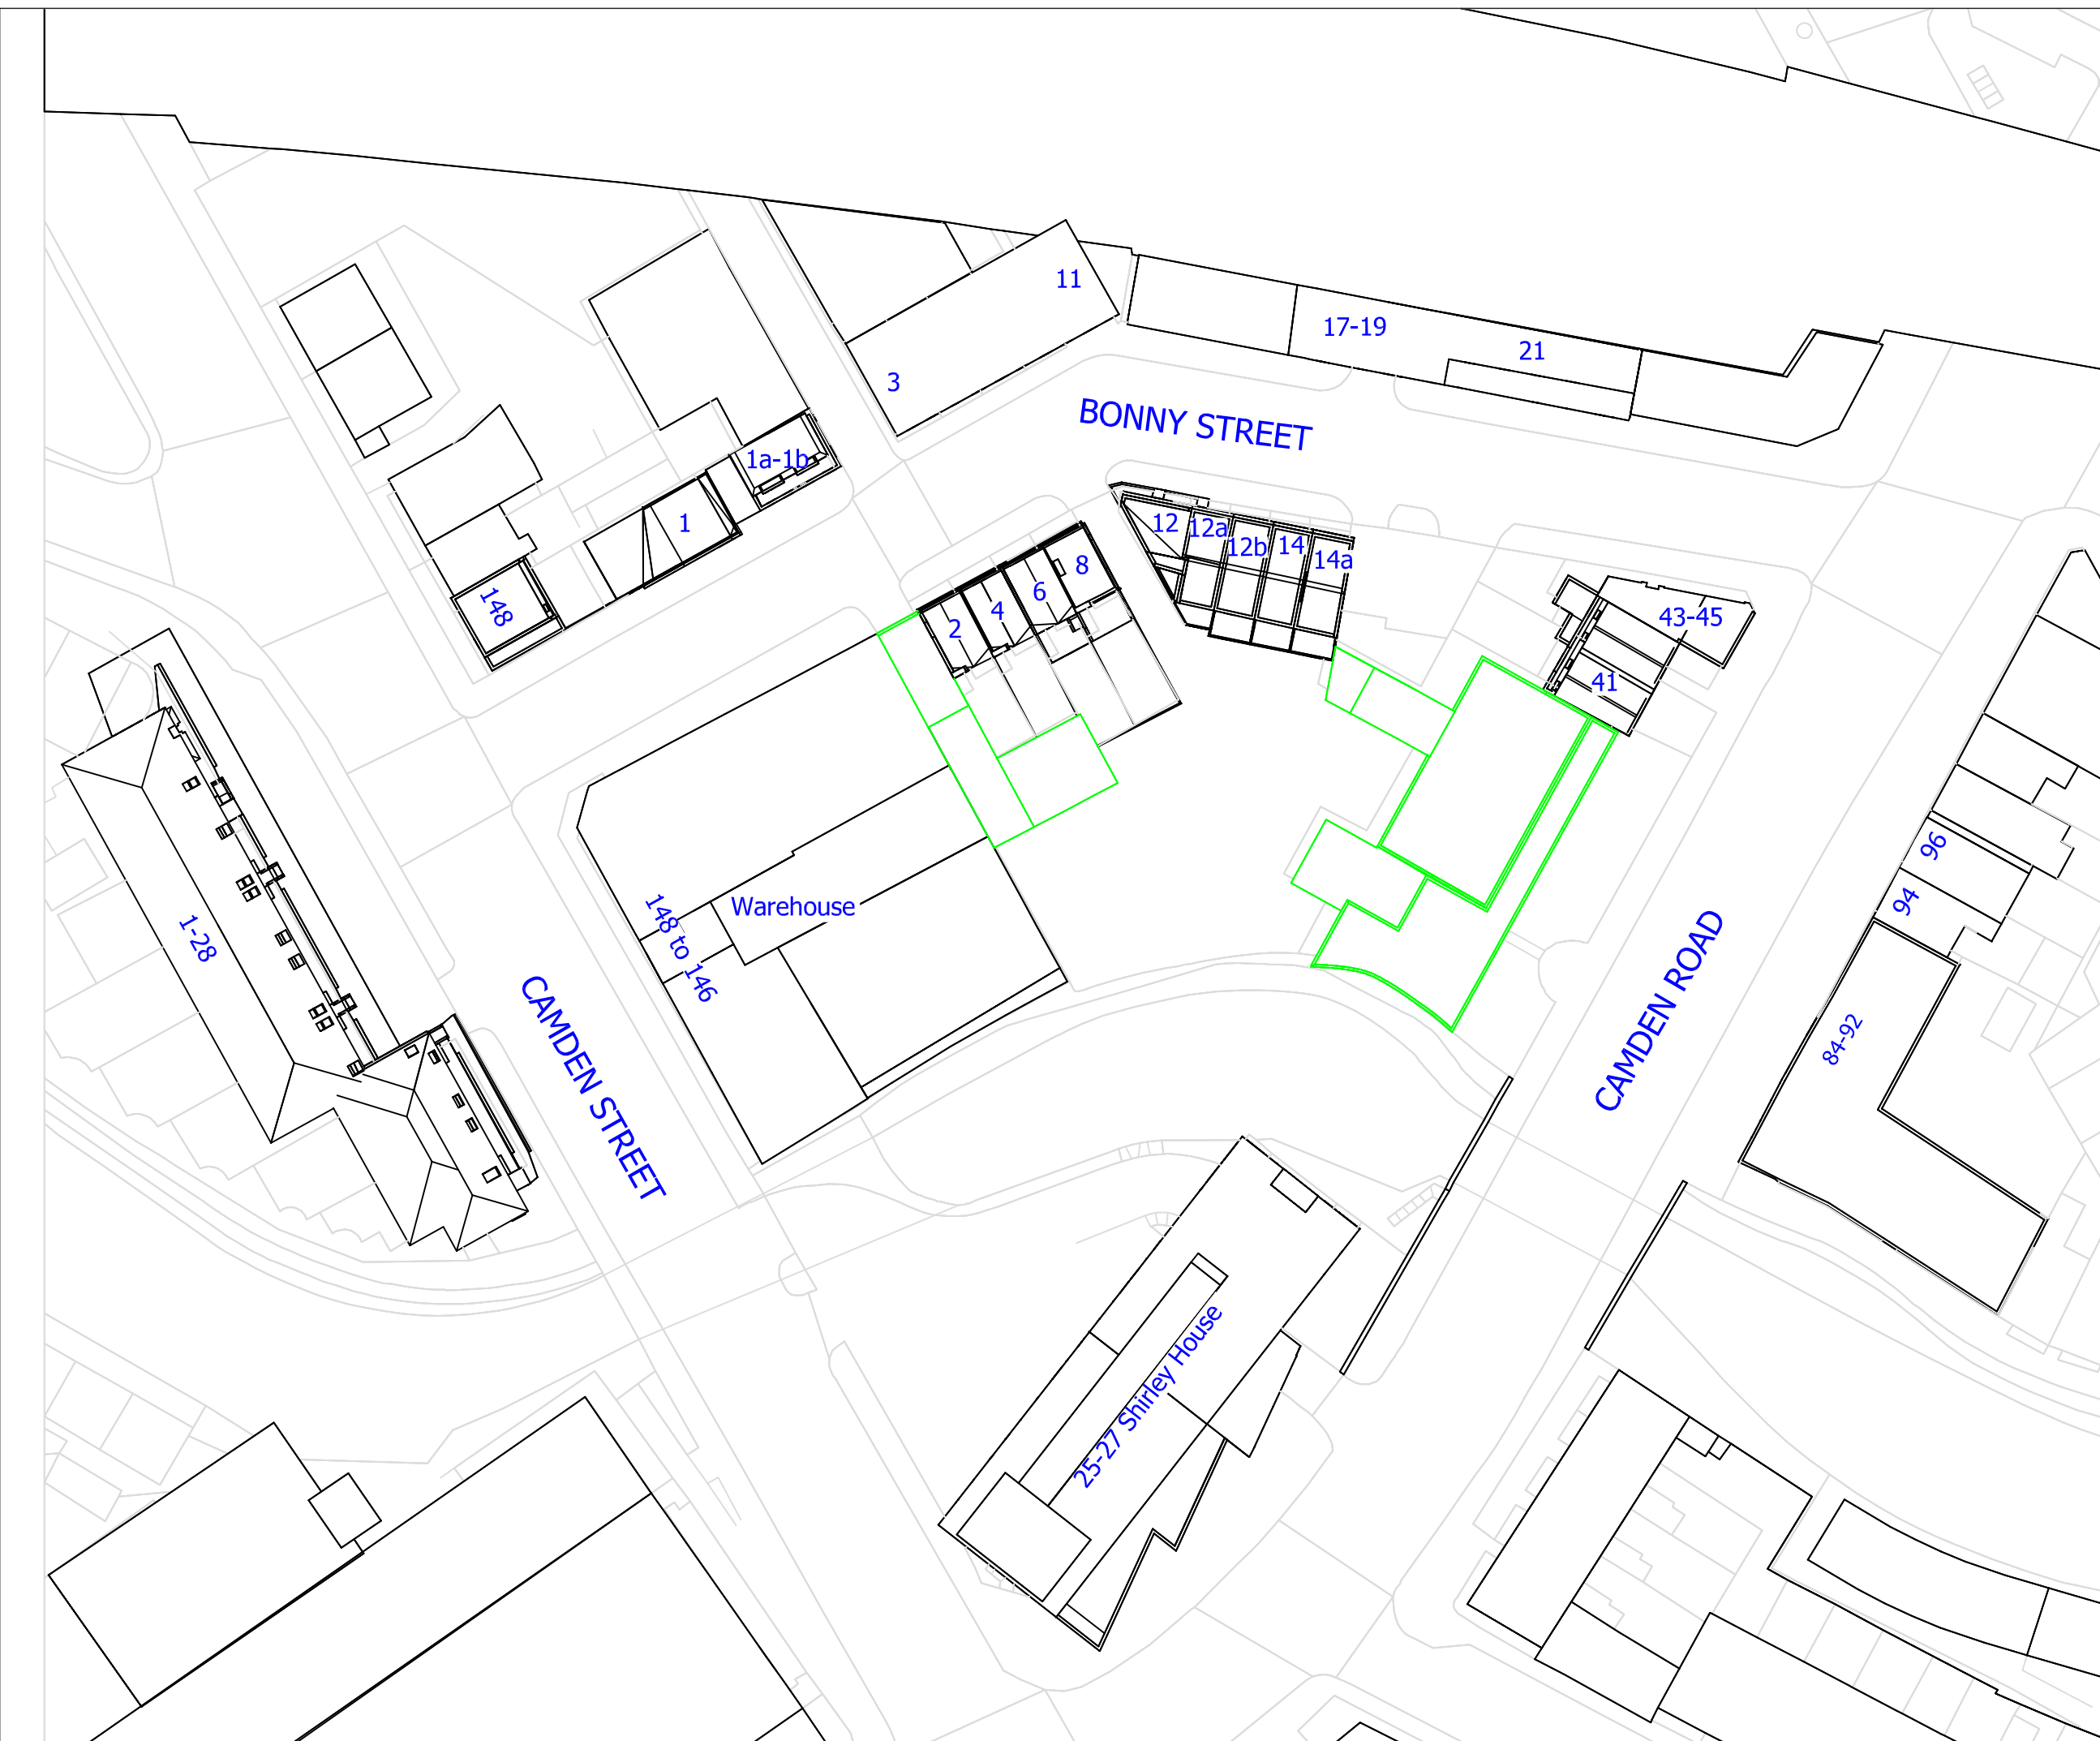 11
17-19
21
3
BONNY STREET
1a-1b
1
148
12
12a
12b
14
14a
8
6
4
2
43-45
41
96
94
84-92
Warehouse
148 to 146
1-28
CAMDEN STREET
CAMDEN ROAD
25-27 Shirley House